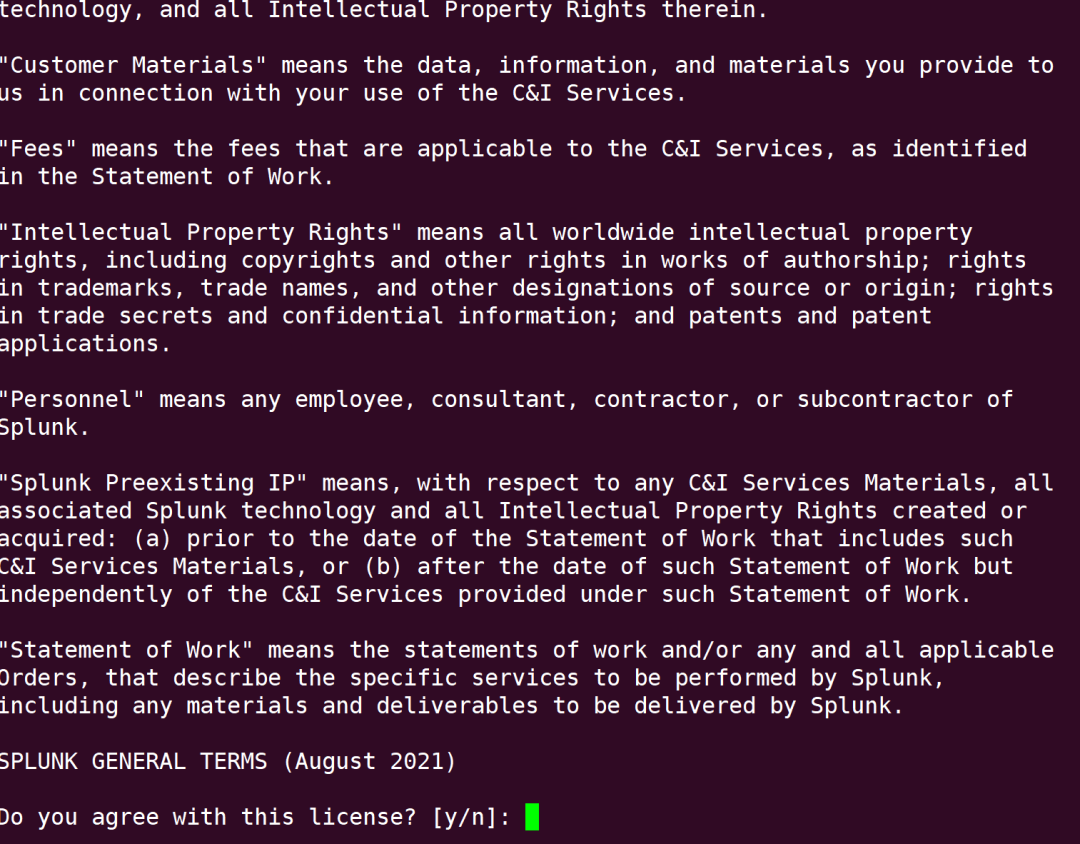 technology, and all Intellectual Property Rights therein.
"Customer Materials" means the data, information, and materials you provide to
us in connection with your use of the C&I Services.
"Fees" means the fees that are applicable to the C&I Services, as identified
in the Statement of Work.
"Intellectual Property Rights" means all worldwide intellectual property
rights, including copyrights and other rights in works of authorship; rights
in trademarks, trade names, and other designations of source or origin; rights
in trade secrets and confidential information; and patents and patent
applications.
"Personnel" means any employee, consultant, contractor, or subcontractor of
Splunk.
"Splunk Preexisting IP" means, with respect to any C&I Services Materials, all
associated Splunk technology and all Intellectual Property Rights created or
acquired: (a) prior to the date of the Statement of Work that includes such
C&I Services Materials, or (b) after the date of such Statement of Work but
independently of the C&I Services provided under such Statement of Work.
"Statement of Work" means the statements of work and/or any and all applicable
Orders, that describe the specific services to be performed by Splunk,
including any materials and deliverables to be delivered by Splunk.
SPLUNK GENERAL TERMS (August 2021)
Do you agree with this license? [y/n]: